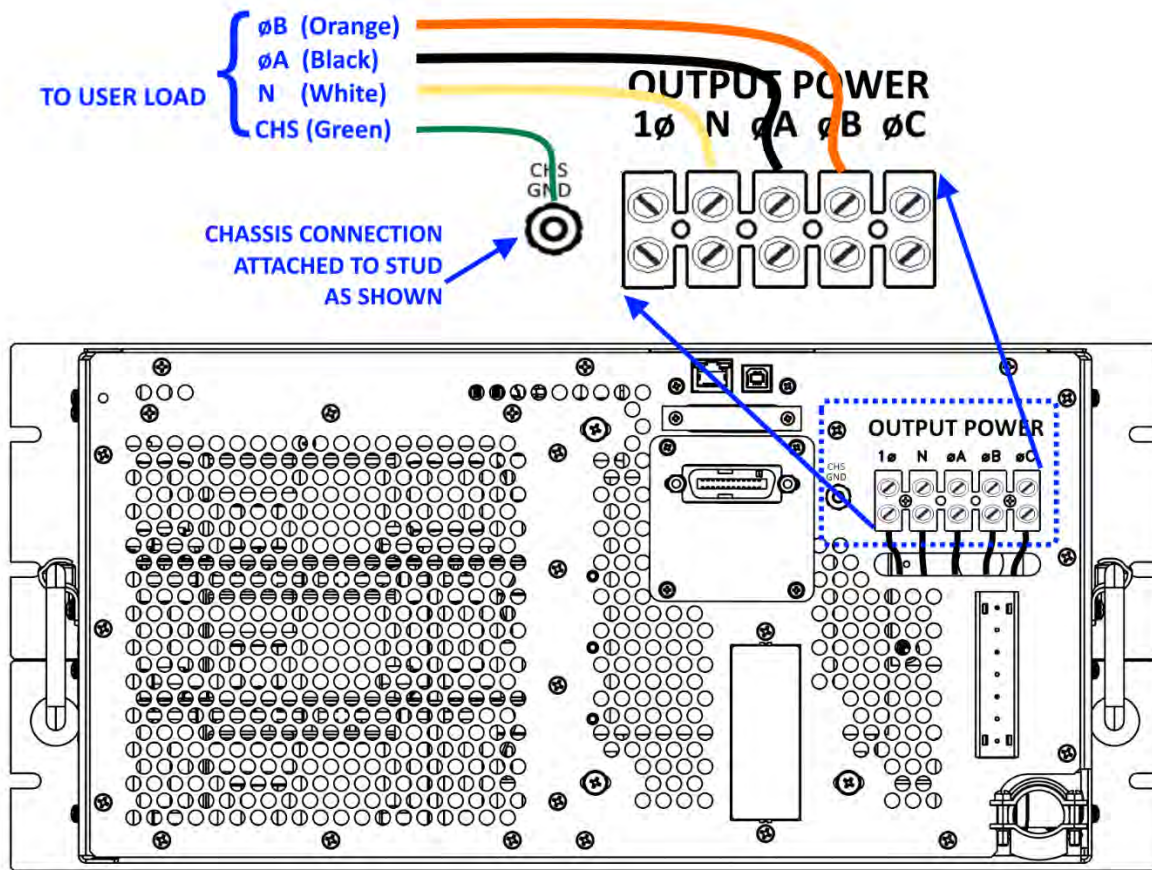 øB (Orange)
øA (Black)
N (White)
CHS (Green)
TO USER LOAD
OUTPUT POWER
1ø N øA øB øC
CHS
GND
CHASSIS CONNECTION
ATTACHED TO STUD
AS SHOWN
OUTPUT POWER
1ø N øA øB øC
CHS
GND